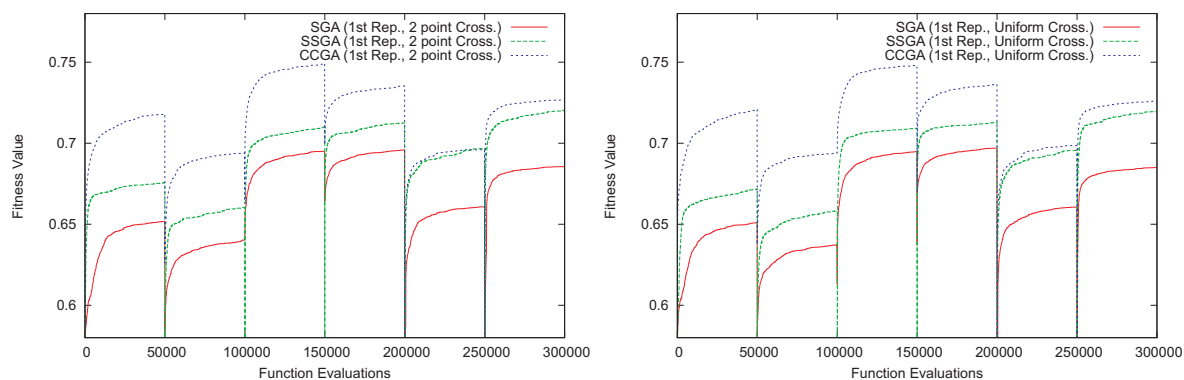 SGA (1st Rep., 2 point Cross.)
SSGA (1st Rep., 2 point Cross.)
CCGA (1st Rep., 2 point Cross.)
0.75
0.7
0.65
0.6
Fitness Value
0 50000 100000 150000 200000 250000 300000
Function Evaluations
SGA (1st Rep., Uniform Cross.)
SSGA (1st Rep., Uniform Cross.)
CCGA (1st Rep., Uniform Cross.)
0.75
0.7
0.65
0.6
Fitness Value
0 50000 100000 150000 200000 250000 300000
Function Evaluations